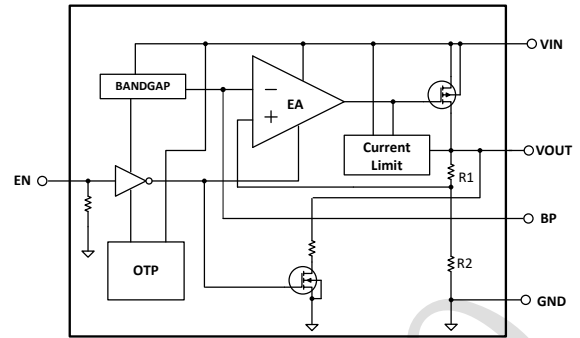 VIN
BANDGAP
−
EA
+
Current
Limit
VOUT
EN
R1
BP
OTP
R2
GND